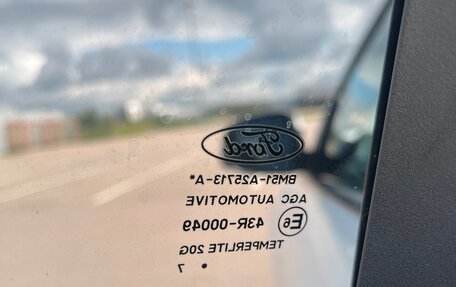 Ford
BM51-A25713-A*
AGC AUTOMOTIVE
E6 43R-00049
TEMPERLITE 20G
• 7